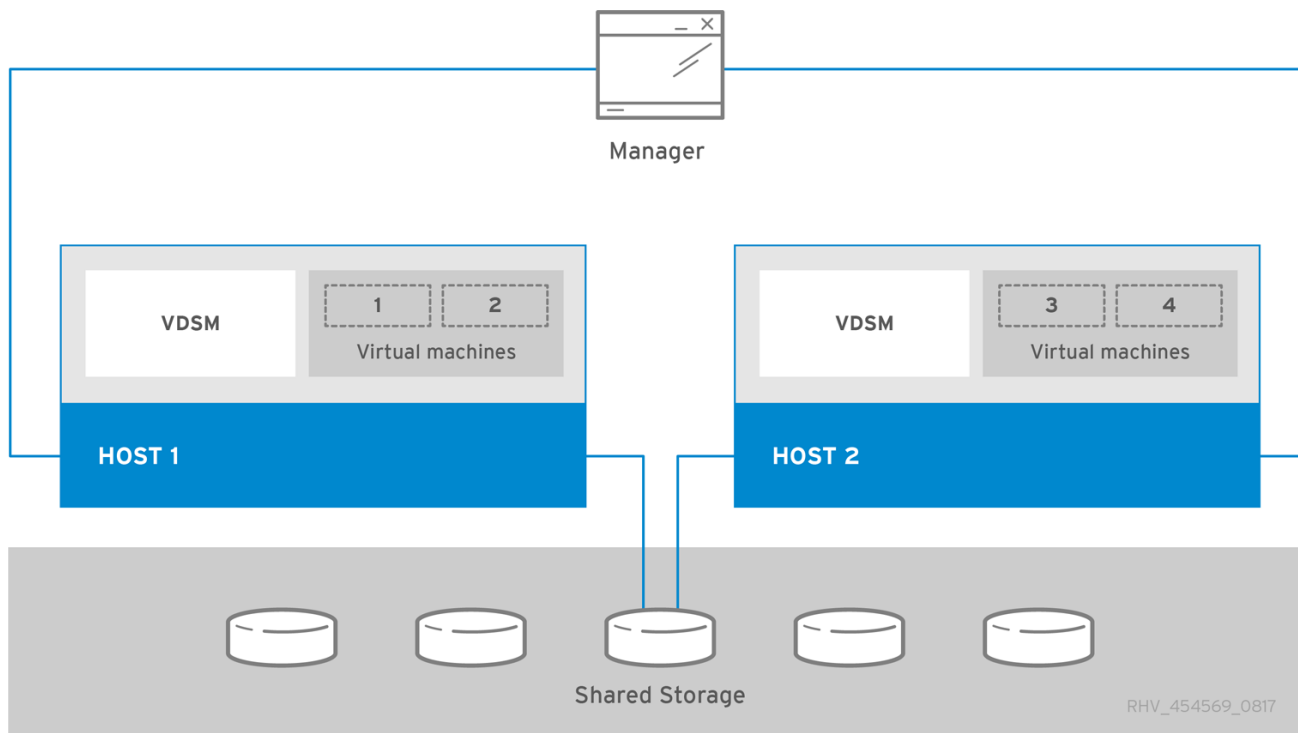 Manager
VDSM
1
2
Virtual machines
HOST 1
VDSM
3
4
Virtual machines
HOST 2
Shared Storage
RHV_454569_0817